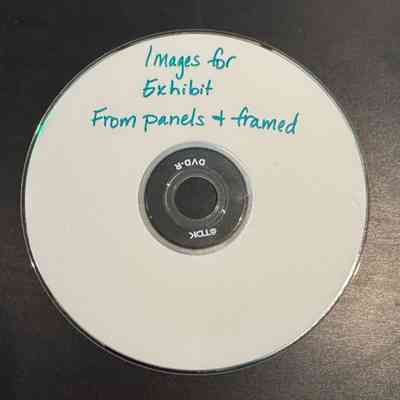 Images for
Exhibit
From panels & framed
DVD-R
TDK